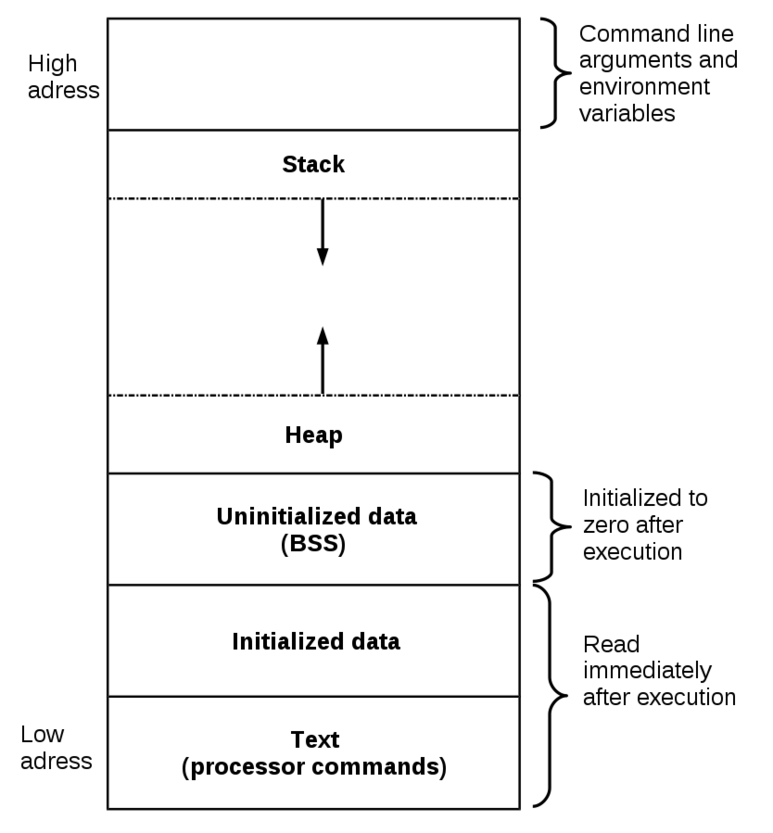 High
adress
Command line
arguments and
environment
variables
Stack
Heap
Uninitialized data
(BSS)
Initialized to
zero after
execution
Initialized data
Read
immediately
after execution
Low
adress
Text
(processor commands)